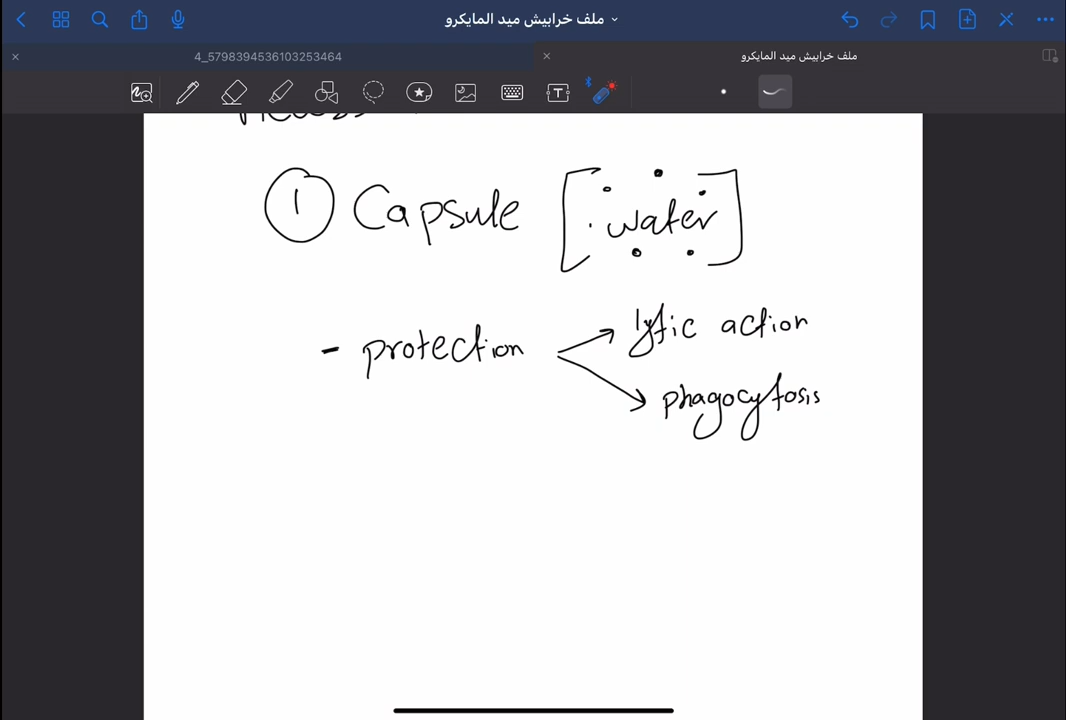 ملف خرابيش ميد المايكرو
4_5798394536103253464
ملف خرابيش ميد المايكرو
1 Capsule [water]
- protection
lytic action
phagocytosis